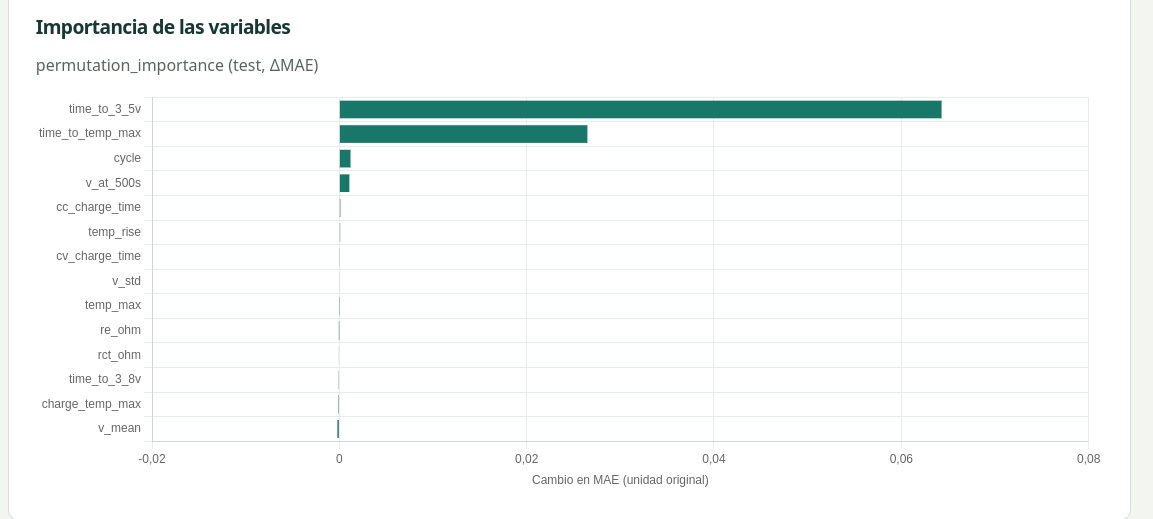 Importancia de las variables
permutation_importance (test, ΔMAE)
time_to_3_5v
time_to_temp_max
cycle
v_at_500s
cc_charge_time
temp_rise
cv_charge_time
v_std
temp_max
re_ohm
rct_ohm
time_to_3_8v
charge_temp_max
v_mean
-0,02 0 0,02 0,04 0,06 0,08
Cambio en MAE (unidad original)